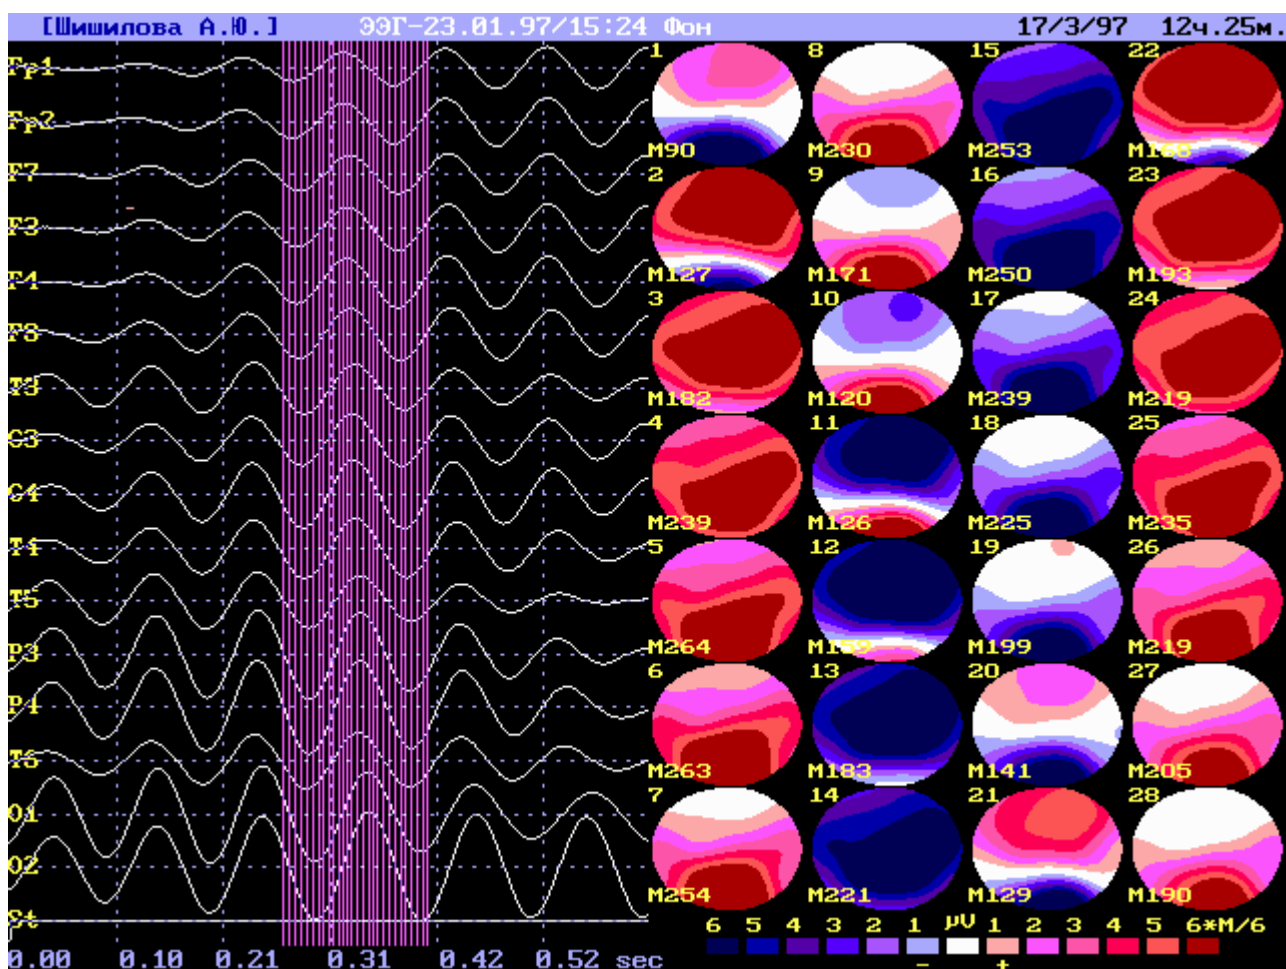 [Шишилова А.Ю.] ЭЭГ-23.01.97/15:24 Фон 17/3/97 12ч.25м.
Fp1
Fp2
F7
F3
F4
F8
T3
C3
C4
T4
T5
P3
P4
T6
O1
O2
St
0.00 0.10 0.21 0.31 0.42 0.52 sec
1 8 15 22
M90 M230 M253 M168
2 9 16 23
M127 M171 M250 M193
3 10 17 24
M182 M120 M239 M219
4 11 18 25
M239 M126 M225 M235
5 12 19 26
M264 M159 M199 M219
6 13 20 27
M263 M183 M141 M205
7 14 21 28
M254 M221 M129 M190
6 5 4 3 2 1 µV 1 2 3 4 5 6*M/6
- +